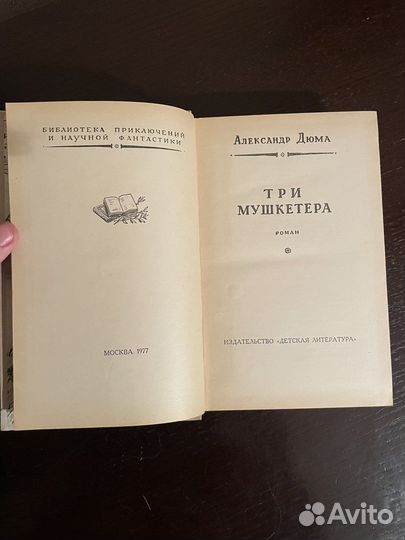 БИБЛИОТЕКА ПРИКЛЮЧЕНИЙ
И НАУЧНОЙ ФАНТАСТИКИ
МОСКВА 1977
АЛЕКСАНДР ДЮМА
ТРИ
МУШКЕТЕРА
РОМАН
ИЗДАТЕЛЬСТВО «ДЕТСКАЯ ЛИТЕРАТУРА»
Avito